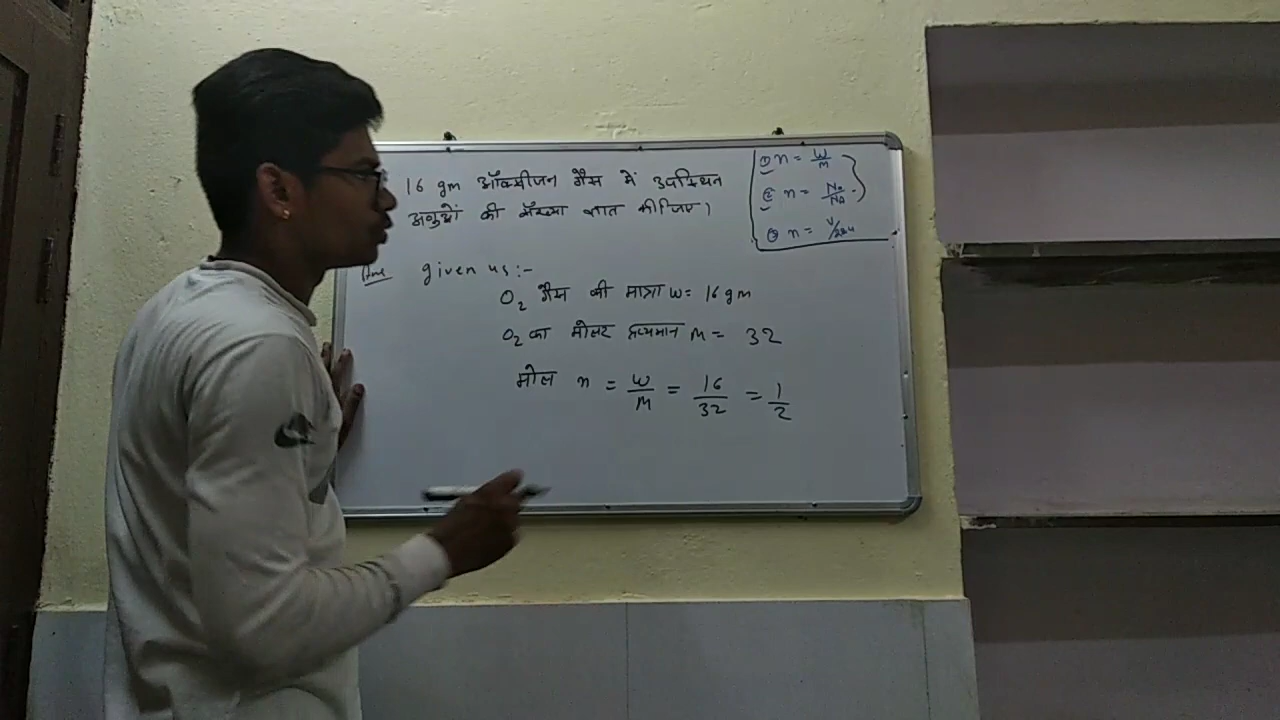 16 gm ऑक्सीजन गैस में उपस्थित
अणुओं की संख्या ज्ञात कीजिए।
① n = W/M
② n = /NA
③ n = V/22.4
given us :-
O₂ गैस की मात्रा W = 16 gm
O₂ का मोलर द्रव्यमान M = 32
मोल n = W/M = 16/32 = 1/2